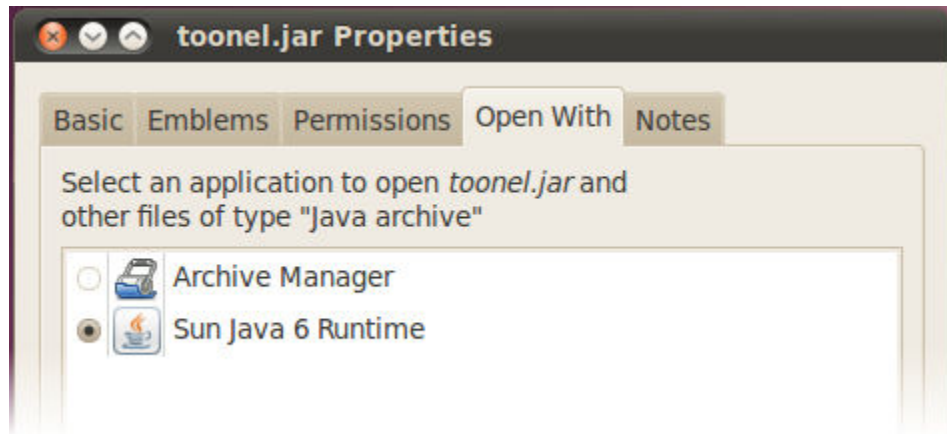 toonel.jar Properties
Basic Emblems Permissions Open With Notes
Select an application to open toonel.jar and
other files of type "Java archive"
Archive Manager
Sun Java 6 Runtime